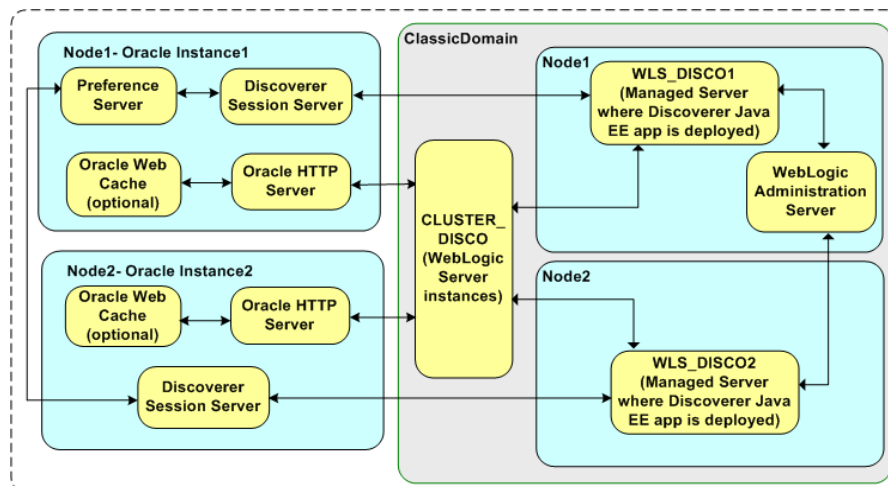 ClassicDomain
Node1- Oracle Instance1
Preference
Server
Discoverer
Session Server
Oracle Web
Cache
(optional)
Oracle HTTP
Server
Node2- Oracle Instance2
Oracle Web
Cache
(optional)
Oracle HTTP
Server
Discoverer
Session Server
CLUSTER_
DISCO
(WebLogic
Server
instances)
Node1
WLS_DISCO1
(Managed Server
where Discoverer Java
EE app is deployed)
WebLogic
Administration
Server
Node2
WLS_DISCO2
(Managed Server
where Discoverer Java
EE app is deployed)